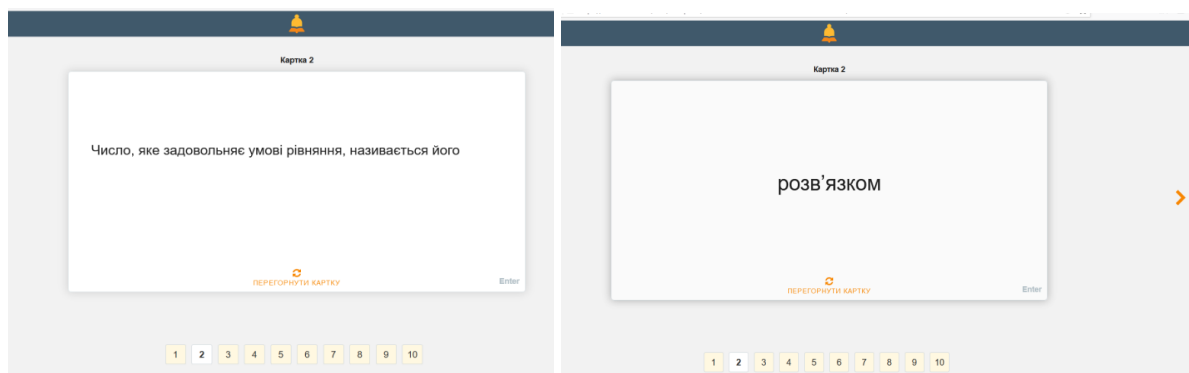 Картка 2
Число, яке задовольняє умові рівняння, називається його
ПЕРЕГОРНУТИ КАРТКУ
Enter
1 2 3 4 5 6 7 8 9 10
Картка 2
розв’язком
ПЕРЕГОРНУТИ КАРТКУ
Enter
1 2 3 4 5 6 7 8 9 10